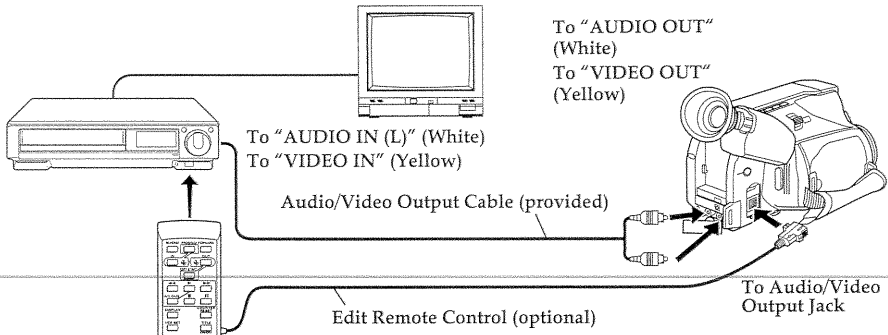 To “AUDIO OUT“
(White)
To “VIDEO OUT“
(Yellow)
To “AUDIO IN (L)” (White)
To “VIDEO IN” (Yellow)
Audio/Video Output Cable (provided)
To Audio/Video
Output Jack
Edit Remote Control (optional)